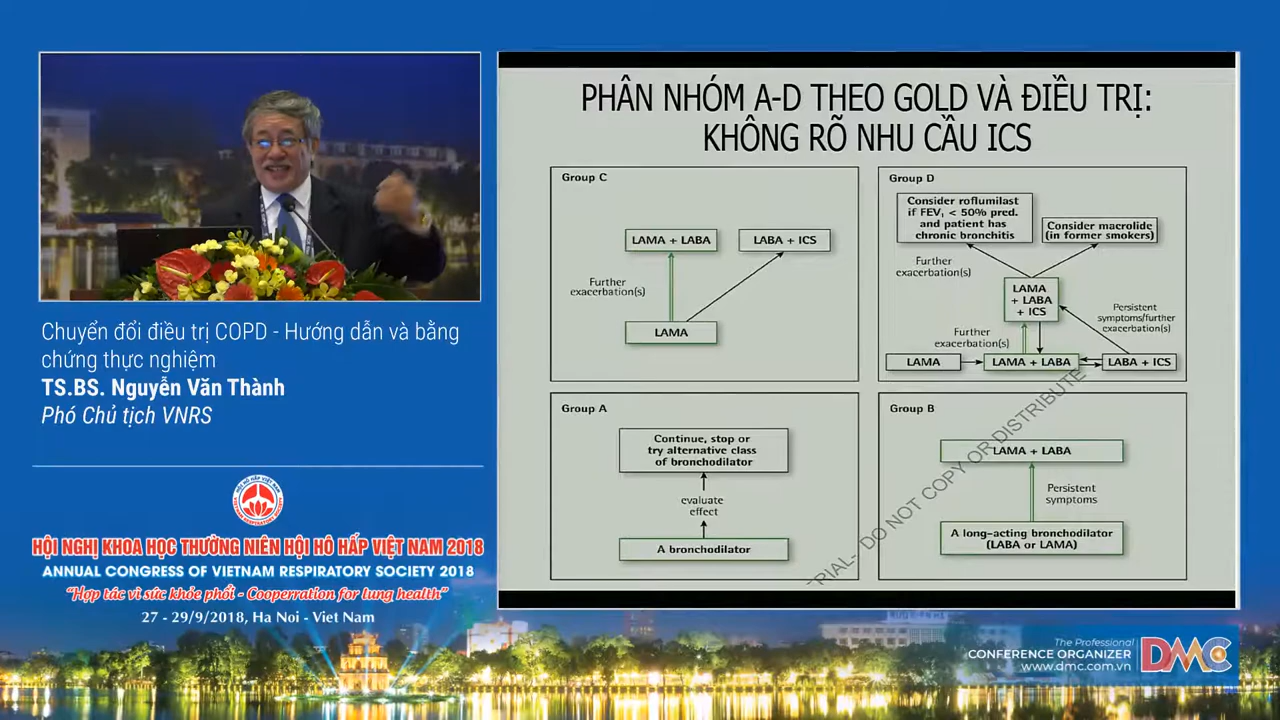 Chuyển đổi điều trị COPD - Hướng dẫn và bằng
chứng thực nghiệm
TS.BS. Nguyễn Văn Thành
Phó Chủ tịch VNRS
HỘI NGHỊ KHOA HỌC THƯỜNG NIÊN HỘI HÔ HẤP VIỆT NAM 2018
ANNUAL CONGRESS OF VIETNAM RESPIRATORY SOCIETY 2018
"Hợp tác vì sức khỏe phổi - Cooperration for lung health"
27 - 29/9/2018, Ha Noi - Viet Nam
PHÂN NHÓM A-D THEO GOLD VÀ ĐIỀU TRỊ:
KHÔNG RÕ NHU CẦU ICS
Group C
LAMA + LABA
LABA + ICS
Further
exacerbation(s)
LAMA
Group D
Consider roflumilast
if FEV₁ < 50% pred.
and patient has
chronic bronchitis
Consider macrolide
(in former smokers)
Further
exacerbation(s)
LAMA
+ LABA
+ ICS
Persistent
symptoms/further
exacerbation(s)
Further
exacerbation(s)
LAMA
LAMA + LABA
LABA + ICS
Group A
Continue, stop or
try alternative class
of bronchodilator
evaluate
effect
A bronchodilator
Group B
LAMA + LABA
Persistent
symptoms
A long-acting bronchodilator
(LABA or LAMA)
TRIAL- DO NOT COPY OR DISTRIBUTE
The Professional
CONFERENCE ORGANIZER
www.dmc.com.vn
DMC